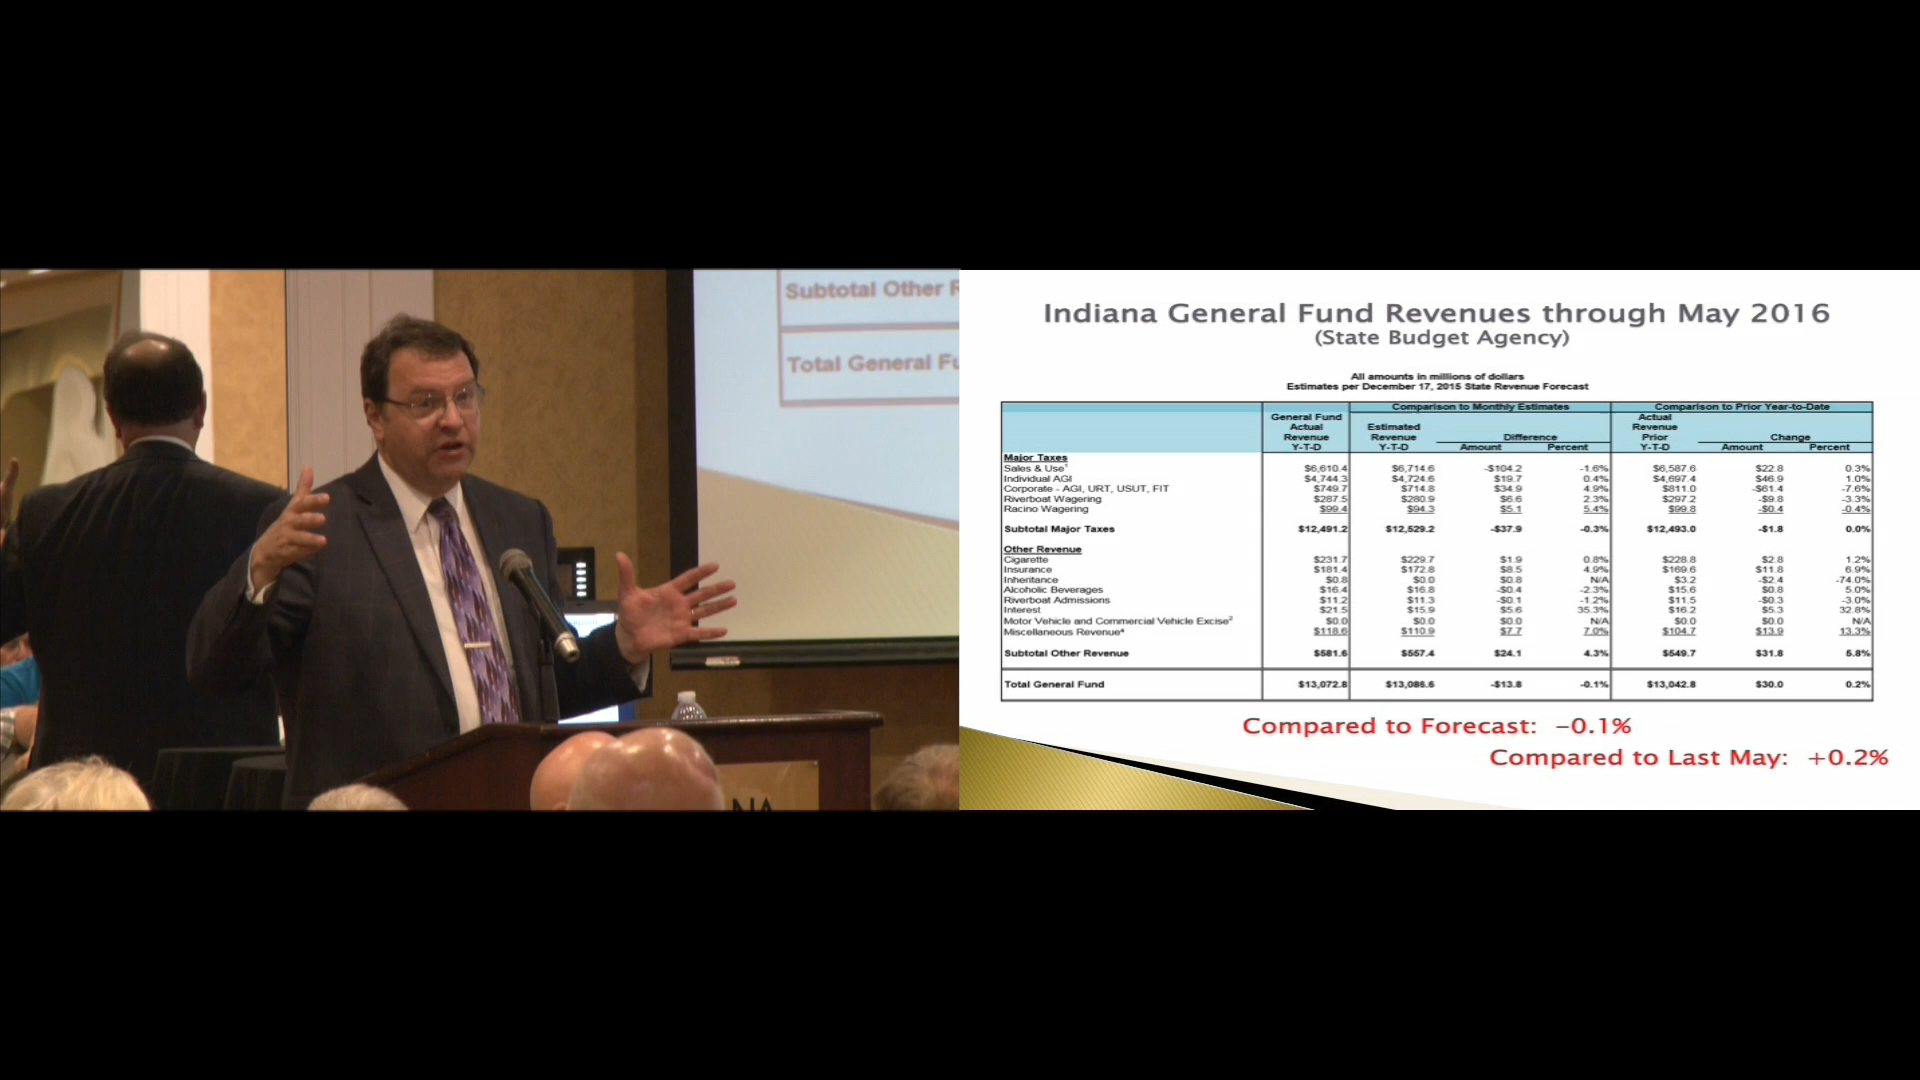 Subtotal Other
Total General
NA
Indiana General Fund Revenues through May 2016
(State Budget Agency)
All amounts in millions of dollars
Estimates per December 17, 2015 State Revenue Forecast
Comparison to Monthly Estimates Comparison to Prior Year-to-Date
General Fund Actual Revenue Y-T-D Estimated Revenue Y-T-D Difference Amount Percent Actual Revenue Prior Y-T-D Change Amount Percent
Major Taxes
Sales & Use¹ $6,610.4 $6,714.6 -$104.2 -1.6% $6,587.6 $22.8 0.3%
Individual AGI $4,744.3 $4,724.6 $19.7 0.4% $4,697.4 $46.9 1.0%
Corporate - AGI, URT, USUT, FIT $749.7 $714.8 $34.9 4.9% $811.0 -$61.4 -7.6%
Riverboat Wagering $287.5 $280.9 $6.6 2.3% $297.2 -$9.8 -3.3%
Racino Wagering $99.4 $94.3 $5.1 5.4% $99.8 -$0.4 -0.4%
Subtotal Major Taxes $12,491.2 $12,529.2 -$37.9 -0.3% $12,493.0 -$1.8 0.0%
Other Revenue
Cigarette $231.7 $229.7 $1.9 0.8% $228.8 $2.8 1.2%
Insurance $181.4 $172.8 $8.5 4.9% $169.6 $11.8 6.9%
Inheritance $0.8 $0.0 $0.8 N/A $3.2 -$2.4 -74.0%
Alcoholic Beverages $16.4 $16.8 -$0.4 -2.3% $15.6 $0.8 5.0%
Riverboat Admissions $11.2 $11.3 -$0.1 -1.2% $11.5 -$0.3 -3.0%
Interest $21.5 $15.9 $5.6 35.3% $16.2 $5.3 32.8%
Motor Vehicle and Commercial Vehicle Excise² $0.0 $0.0 $0.0 N/A $0.0 $0.0 N/A
Miscellaneous Revenue* $118.6 $110.9 $7.7 7.0% $104.7 $13.9 13.3%
Subtotal Other Revenue $581.6 $557.4 $24.1 4.3% $549.7 $31.8 5.8%
Total General Fund $13,072.8 $13,086.6 -$13.8 -0.1% $13,042.8 $30.0 0.2%
Compared to Forecast: -0.1%
Compared to Last May: +0.2%